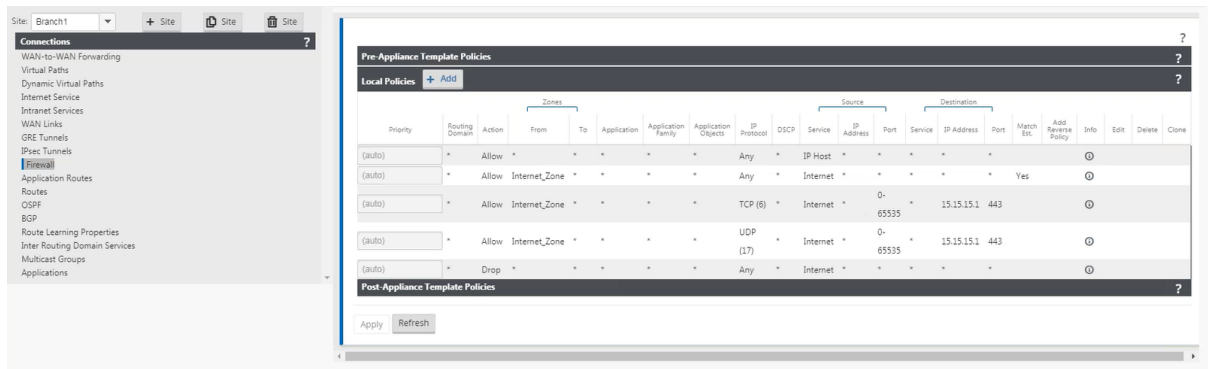 Site: Branch1 + Site Site Site
Connections ?
WAN-to-WAN Forwarding
Virtual Paths
Dynamic Virtual Paths
Internet Service
Intranet Services
WAN Links
GRE Tunnels
IPsec Tunnels
Firewall
Application Routes
Routes
OSPF
BGP
Route Learning Properties
Inter Routing Domain Services
Multicast Groups
Applications
?
Pre-Appliance Template Policies ?
Local Policies + Add ?
Zones Source Destination
Priority Routing Domain Action From To Application Application Family Application Objects IP Protocol DSCP Service IP Address Port Service IP Address Port Match Est. Add Reverse Policy Info Edit Delete Clone
(auto) * Allow * * * * * Any * IP Host * * * * *
(auto) * Allow Internet_Zone * * * * Any * Internet * * * * * Yes
(auto) * Allow Internet_Zone * * * * TCP (6) * Internet * 0-65535 * 15.15.15.1 443
(auto) * Allow Internet_Zone * * * * UDP (17) * Internet * 0-65535 * 15.15.15.1 443
(auto) * Drop * * * * * Any * Internet * * * * *
Post-Appliance Template Policies ?
Apply Refresh